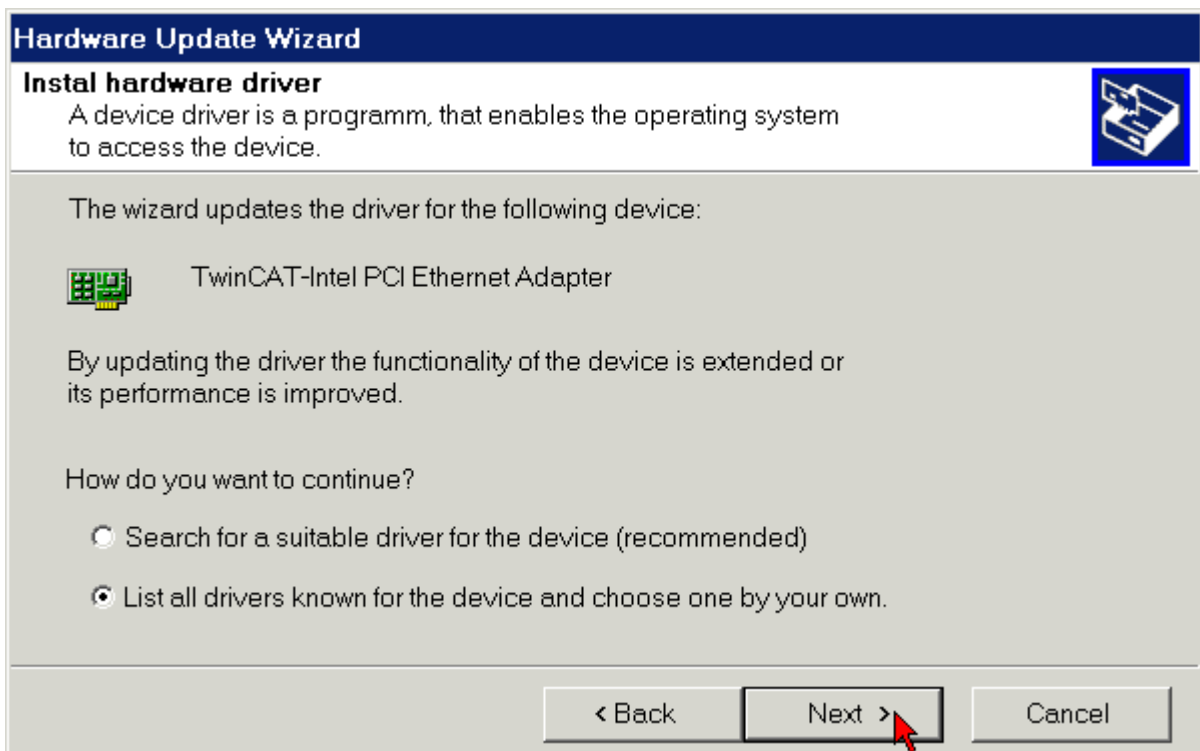 Hardware Update Wizard
Instal hardware driver
A device driver is a programm, that enables the operating system
to access the device.
The wizard updates the driver for the following device:
TwinCAT-Intel PCI Ethernet Adapter
By updating the driver the functionality of the device is extended or
its performance is improved.
How do you want to continue?
Search for a suitable driver for the device (recommended)
List all drivers known for the device and choose one by your own.
< Back
Next >
Cancel